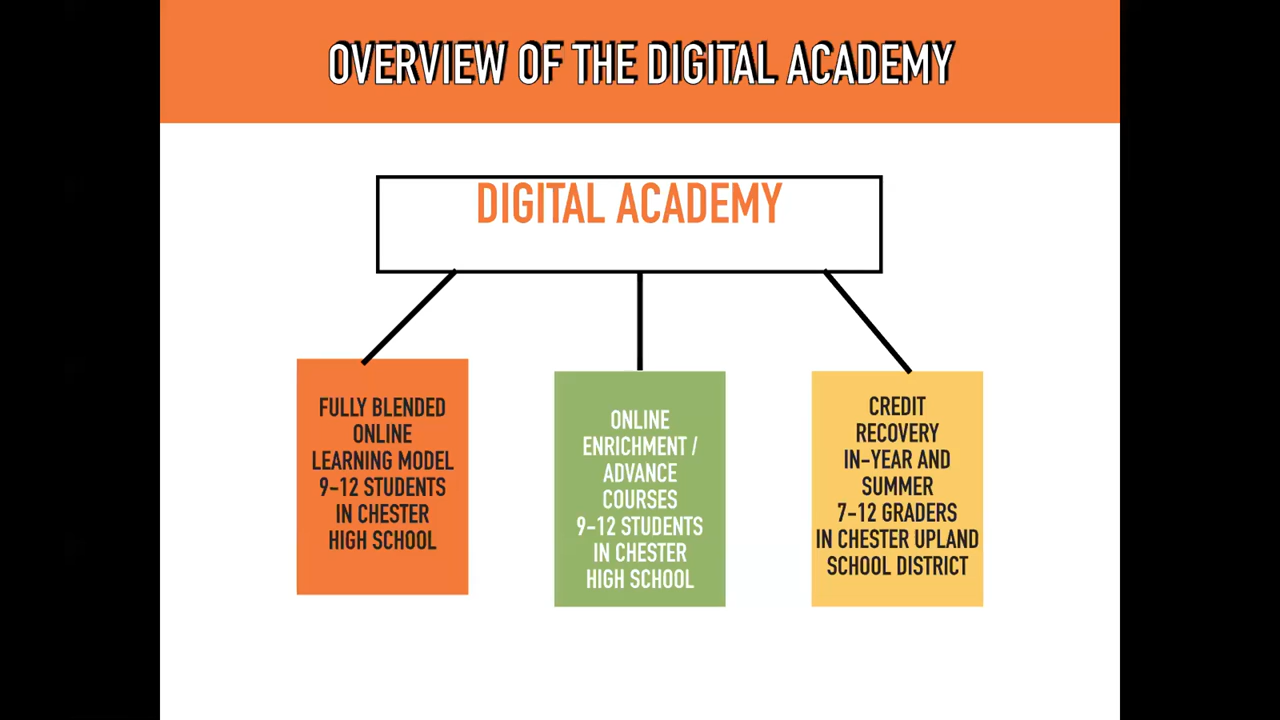 OVERVIEW OF THE DIGITAL ACADEMY
DIGITAL ACADEMY
FULLY BLENDED
ONLINE
LEARNING MODEL
9-12 STUDENTS
IN CHESTER
HIGH SCHOOL
ONLINE
ENRICHMENT /
ADVANCE
COURSES
9-12 STUDENTS
IN CHESTER
HIGH SCHOOL
CREDIT
RECOVERY
IN-YEAR AND
SUMMER
7-12 GRADERS
IN CHESTER UPLAND
SCHOOL DISTRICT